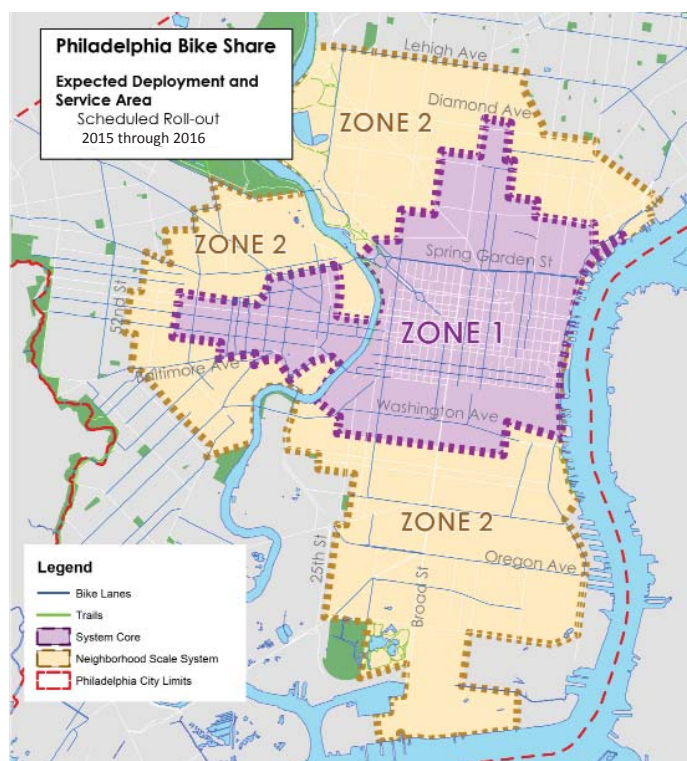 Philadelphia Bike Share
Expected Deployment and
Service Area
Scheduled Roll-out
2015 through 2016
Lehigh Ave
Diamond Ave
ZONE 2
ZONE 2
Spring Garden St
52nd St
ZONE 1
Baltimore Ave
Washington Ave
ZONE 2
Oregon Ave
25th St
Broad St
Legend
Bike Lanes
Trails
System Core
Neighborhood Scale System
Philadelphia City Limits